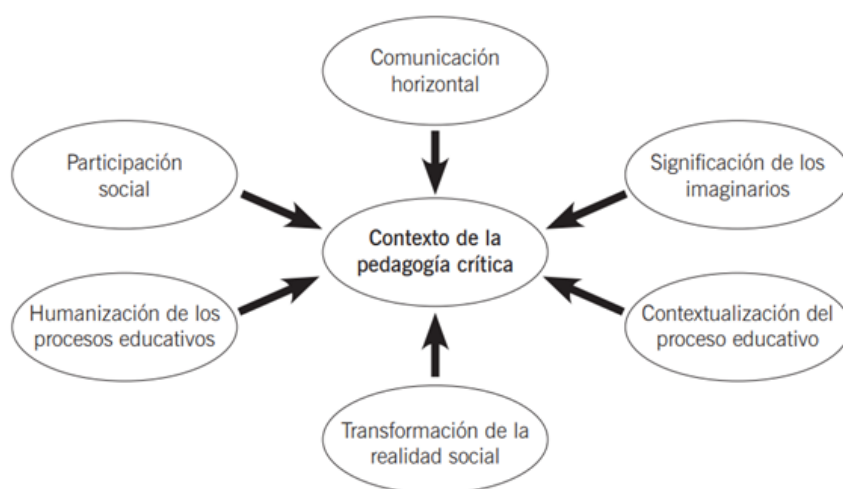 Comunicación
horizontal
Participación
social
Significación de los
imaginarios
Contexto de la
pedagogía crítica
Humanización de los
procesos educativos
Contextualización del
proceso educativo
Transformación de la
realidad social